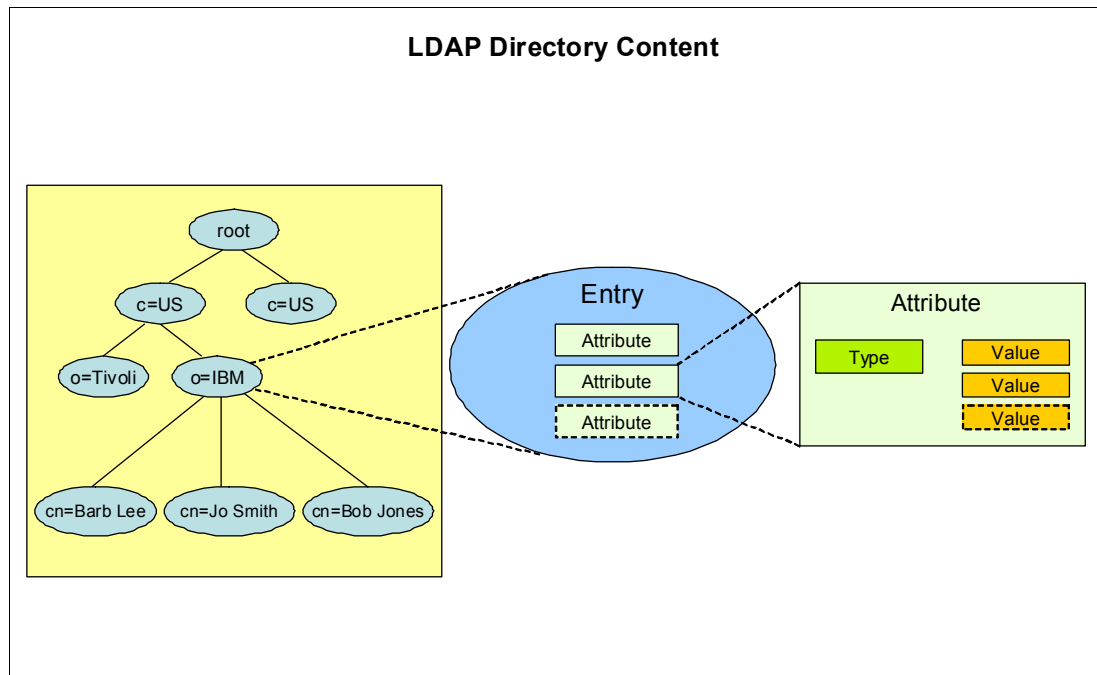 LDAP Directory Content
root
c=US
c=US
o=Tivoli
o=IBM
cn=Barb Lee
cn=Jo Smith
cn=Bob Jones
Entry
Attribute
Attribute
Attribute
Attribute
Type
Value
Value
Value